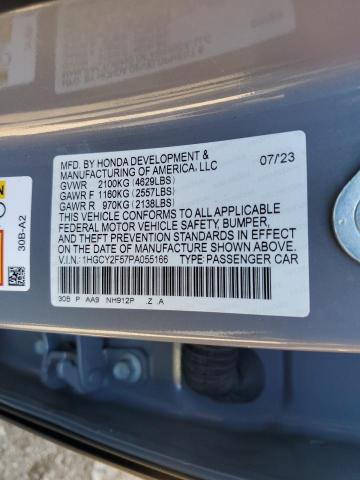 MFD. BY HONDA DEVELOPMENT &
MANUFACTURING OF AMERICA, LLC 07/23
GVWR 2100KG (4629LBS)
GAWR F 1160KG (2557LBS)
GAWR R 970KG (2138LBS)
THIS VEHICLE CONFORMS TO ALL APPLICABLE
FEDERAL MOTOR VEHICLE SAFETY, BUMPER,
AND THEFT PREVENTION STANDARDS IN EFFECT
ON THE DATE OF MANUFACTURE SHOWN ABOVE.
V.I.N.: 1HGCY2F57PA055166 TYPE: PASSENGER CAR
30B P AA9 NH912P .Z .A
30B-A2